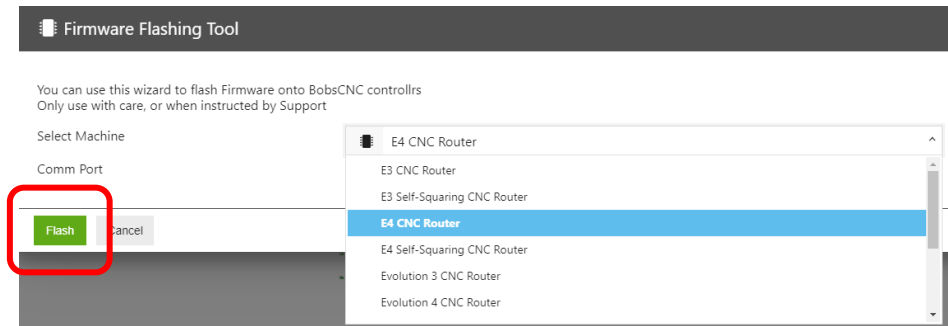 Firmware Flashing Tool
You can use this wizard to flash Firmware onto BobsCNC controllrs
Only use with care, or when instructed by Support
Select Machine
E4 CNC Router
Comm Port
E3 CNC Router
E3 Self-Squaring CNC Router
E4 CNC Router
E4 Self-Squaring CNC Router
Evolution 3 CNC Router
Evolution 4 CNC Router
Flash
Cancel